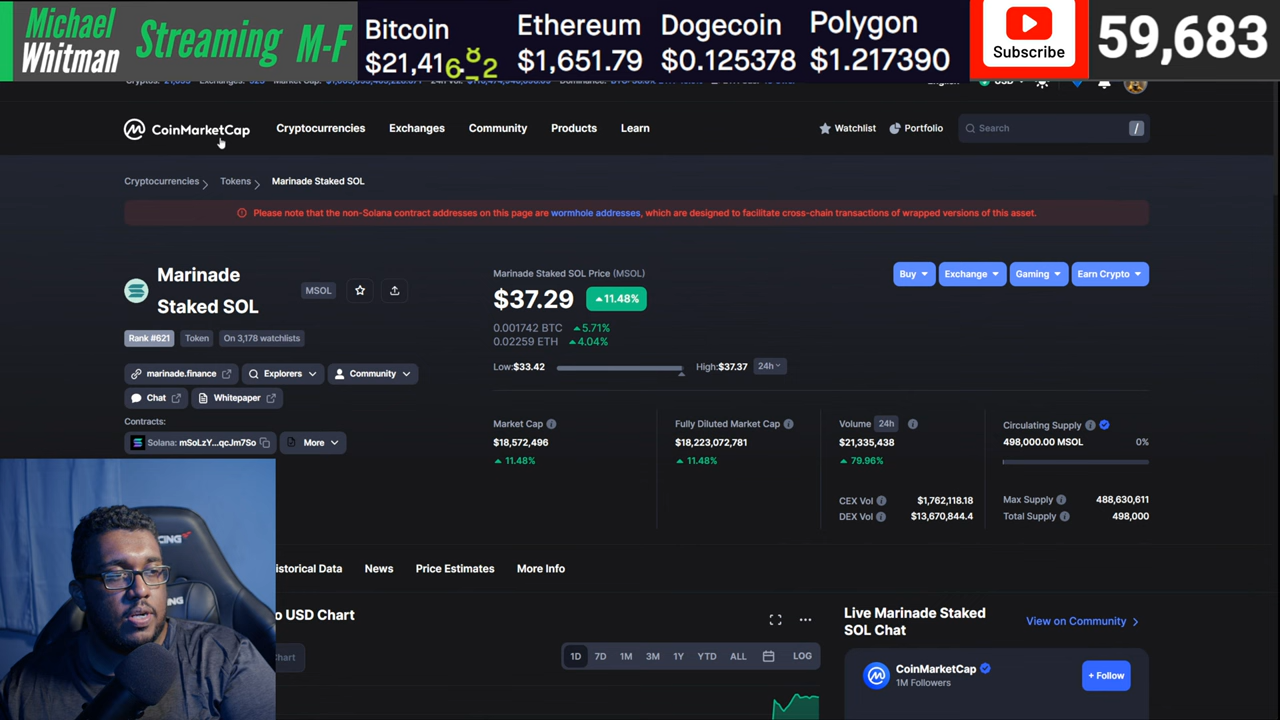 Michael
Whitman
Streaming M-F
Bitcoin
Ethereum
Dogecoin
Polygon
$1,651.79
$0.125378
$1.217390
Subscribe
59,683
English
CoinMarketCap
Cryptocurrencies
Exchanges
Community
Products
Learn
Watchlist
Portfolio
Search
/
Cryptocurrencies
Tokens
Marinade Staked SOL
Please note that the non-Solana contract addresses on this page are wormhole addresses, which are designed to facilitate cross-chain transactions of wrapped versions of this asset.
Marinade
Staked SOL
MSOL
Rank #621
Token
On 3,178 watchlists
marinade.finance
Explorers
Community
Chat
Whitepaper
Contracts:
Solana: mSoLzY...qcJm7So
More
Marinade Staked SOL Price (MSOL)
$37.29
11.48%
0.001742 BTC
5.71%
0.02259 ETH
4.04%
Low:$33.42
High:$37.37
24h
Buy
Exchange
Gaming
Earn Crypto
Market Cap
$18,572,496
11.48%
Fully Diluted Market Cap
$18,223,072,781
11.48%
Volume 24h
$21,335,438
79.96%
CEX Vol
$1,762,118.18
DEX Vol
$13,670,844.4
Circulating Supply
498,000.00 MSOL
0%
Max Supply
488,630,611
Total Supply
498,000
istorical Data
News
Price Estimates
More Info
o USD Chart
hart
1D
7D
1M
3M
1Y
YTD
ALL
LOG
Live Marinade Staked
SOL Chat
View on Community
CoinMarketCap
1M Followers
+ Follow